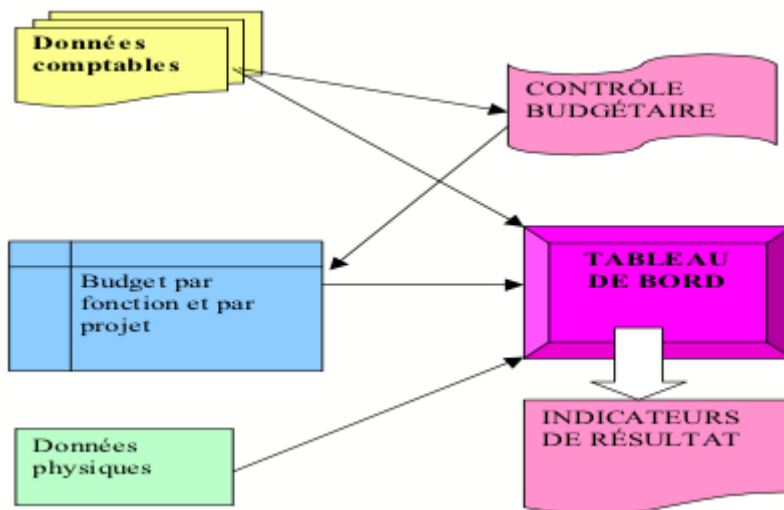 Données
comptables
CONTRÔLE
BUDGÉTAIRE
Budget par
fonction et par
projet
TABLEAU
DE BORD
Données
physiques
INDICATEURS
DE RÉSULTAT